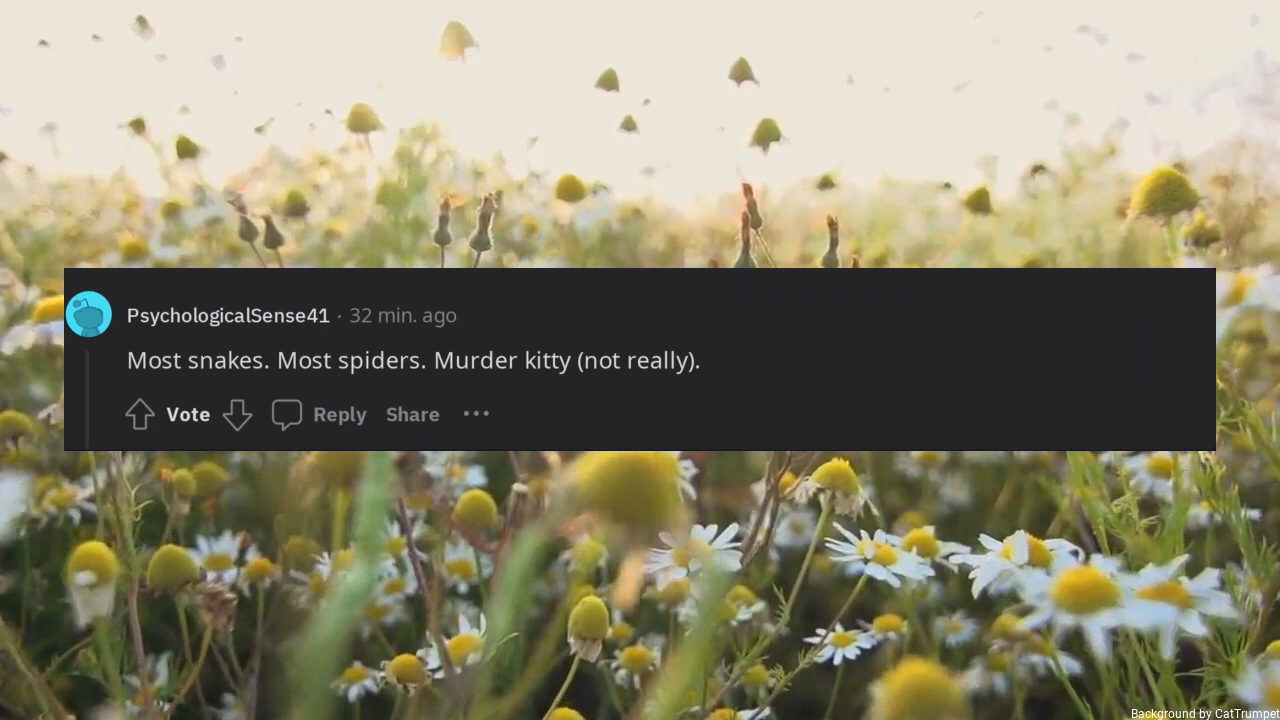 PsychologicalSense41 · 32 min. ago
Most snakes. Most spiders. Murder kitty (not really).
Vote Reply Share
Background by CatTrumpet